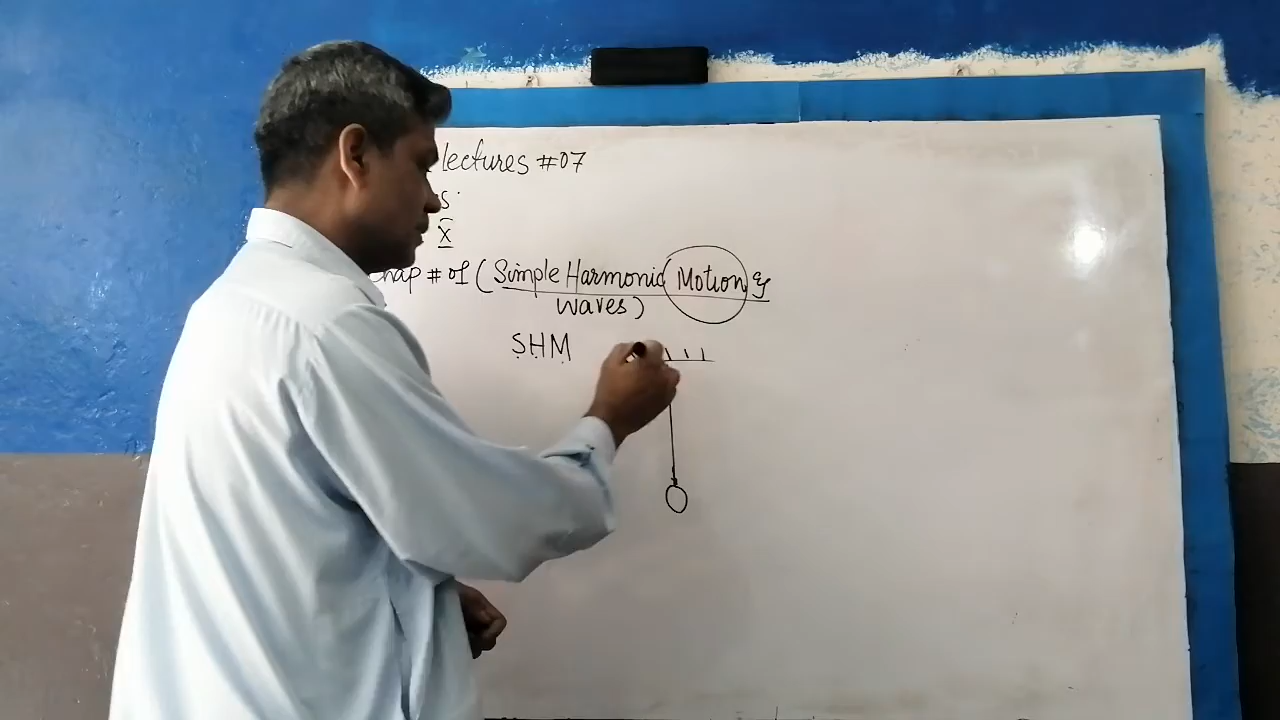 lectures #07
X
Chap # 01 (Simple Harmonic Motion &
waves)
SHM